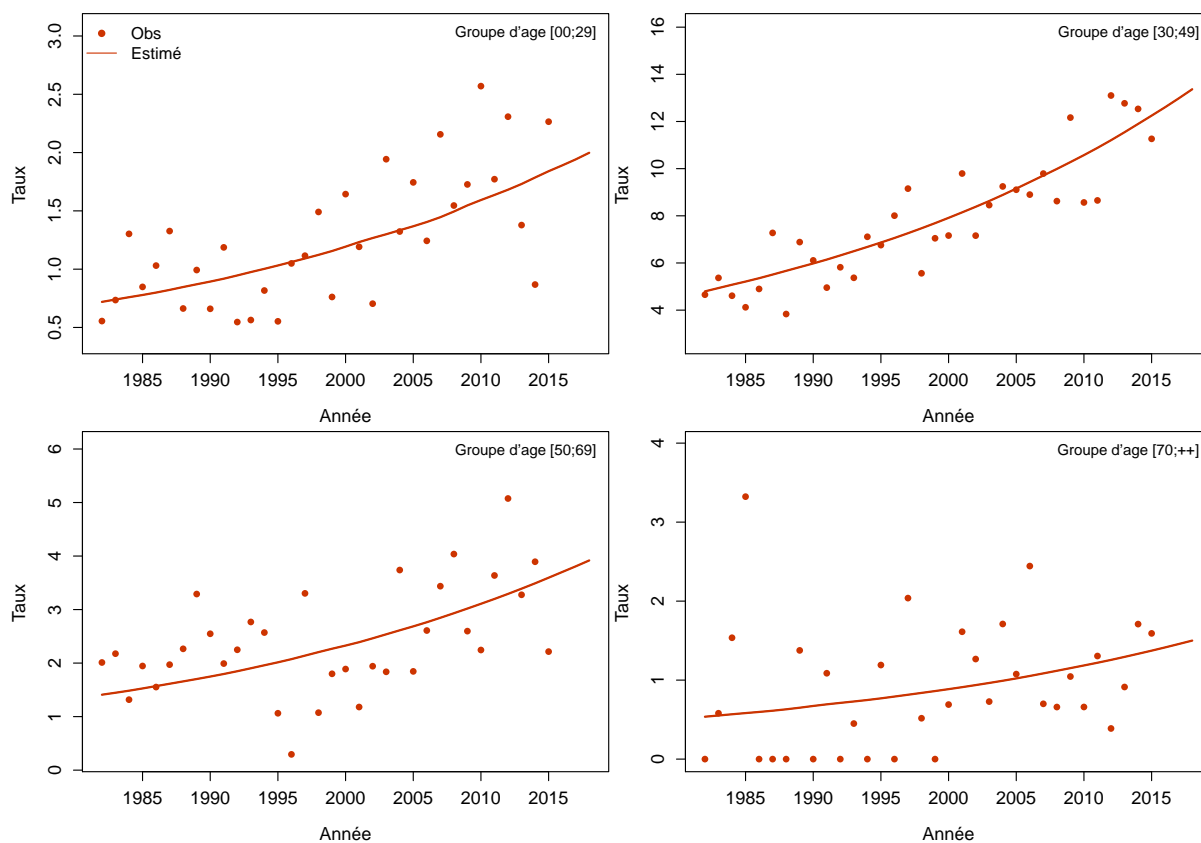 Groupe d'age [00;29]
Obs
Estimé
Taux
3.0
2.5
2.0
1.5
1.0
0.5
1985 1990 1995 2000 2005 2010 2015
Année
Groupe d'age [30;49]
Taux
16
14
12
10
8
6
4
1985 1990 1995 2000 2005 2010 2015
Année
Groupe d'age [50;69]
Taux
6
5
4
3
2
1
0
1985 1990 1995 2000 2005 2010 2015
Année
Groupe d'age [70;++]
Taux
4
3
2
1
0
1985 1990 1995 2000 2005 2010 2015
Année